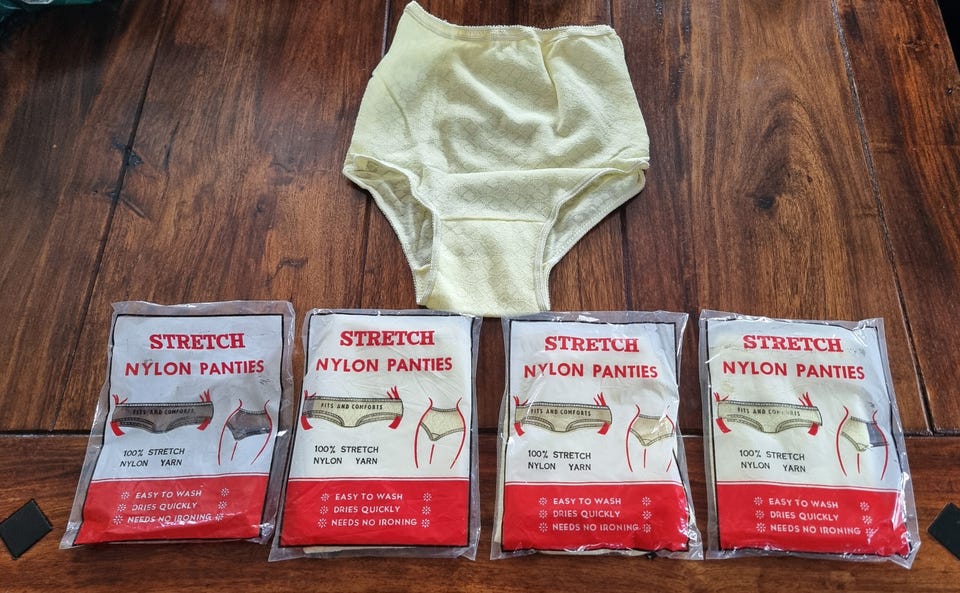 STRETCH
NYLON PANTIES
FITS AND COMFORTS
100% STRETCH
NYLON YARN
EASY TO WASH
DRIES QUICKLY
NEEDS NO IRONING
STRETCH
NYLON PANTIES
FITS AND COMFORTS
100% STRETCH
NYLON YARN
EASY TO WASH
DRIES QUICKLY
NEEDS NO IRONING
STRETCH
NYLON PANTIES
FITS AND COMFORTS
100% STRETCH
NYLON YARN
EASY TO WASH
DRIES QUICKLY
NEEDS NO IRONING
STRETCH
NYLON PANTIES
FITS AND COMFORTS
100% STRETCH
NYLON YARN
EASY TO WASH
DRIES QUICKLY
NEEDS NO IRONING